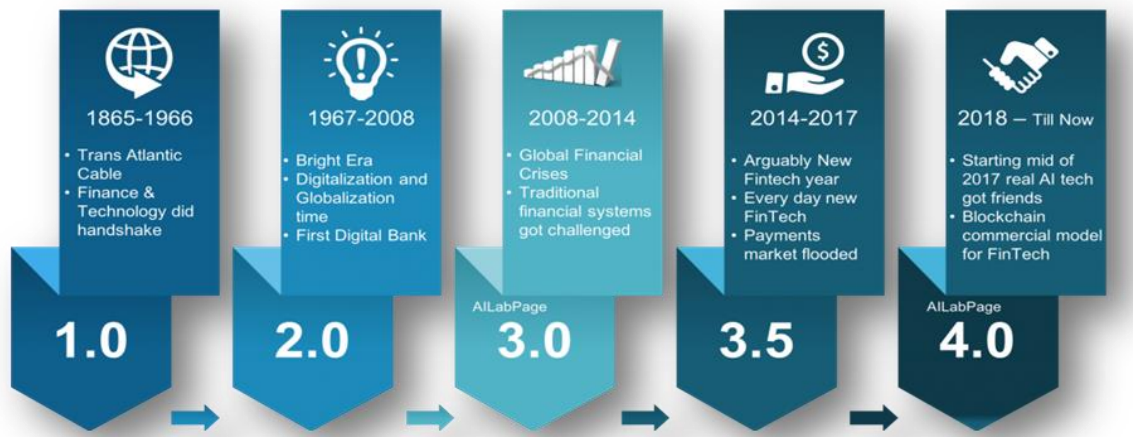 1865-1966
• Trans Atlantic
Cable
• Finance &
Technology did
handshake
1.0
1967-2008
• Bright Era
• Digitalization and
Globalization
time
• First Digital Bank
2.0
2008-2014
• Global Financial
Crises
• Traditional
financial systems
got challenged
AILabPage
3.0
$
2014-2017
• Arguably New
Fintech year
• Every day new
FinTech
• Payments
market flooded
3.5
2018 – Till Now
• Starting mid of
2017 real AI tech
got friends
• Blockchain
commercial model
for FinTech
AILabPage
4.0